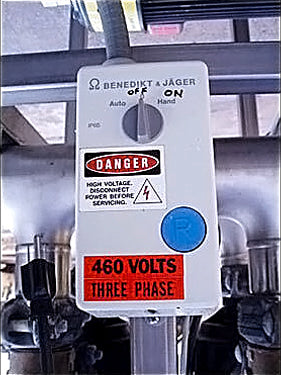 Ω BENEDIKT & JÄGER
OFF ON
Auto Hand
IP65
DANGER
HIGH VOLTAGE.
DISCONNECT
POWER BEFORE
SERVICING.
R
460 VOLTS
THREE PHASE